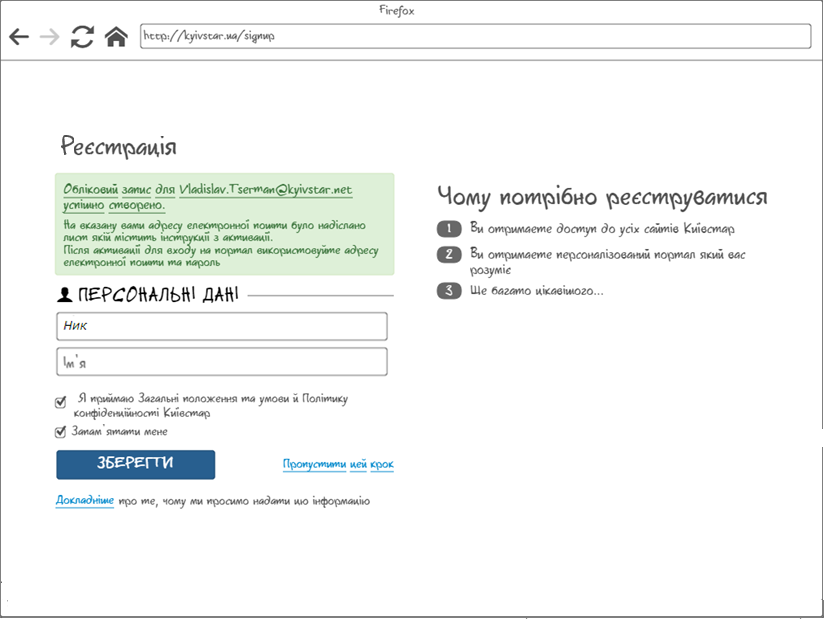 Firefox
http://kyivstar.ua/signup
Реєстрація
Обліковий запис для Vladislav.Tserman@kyivstar.net
успішно створено.
На вказану вами адресу електронної пошти було надіслано
лист якій містить інструкції з активації.
Після активації для входу на портал використовуйте адресу
електронної пошти та пароль
ПЕРСОНАЛЬНІ ДАНІ
Ник
Ім`я
Я приймаю Загальні положення та умови й Політику
конфіденційності Київстар
Запам`ятати мене
ЗБЕРЕГТИ
Пропустити цей крок
Докладніше про те, чому ми просимо надати цю інформацію
Чому потрібно реєструватися
1 Ви отримаєте доступ до усіх сайтів Київстар
2 Ви отримаєте персоналізований портал який вас
розуміє
3 Ще багато цікавішого...